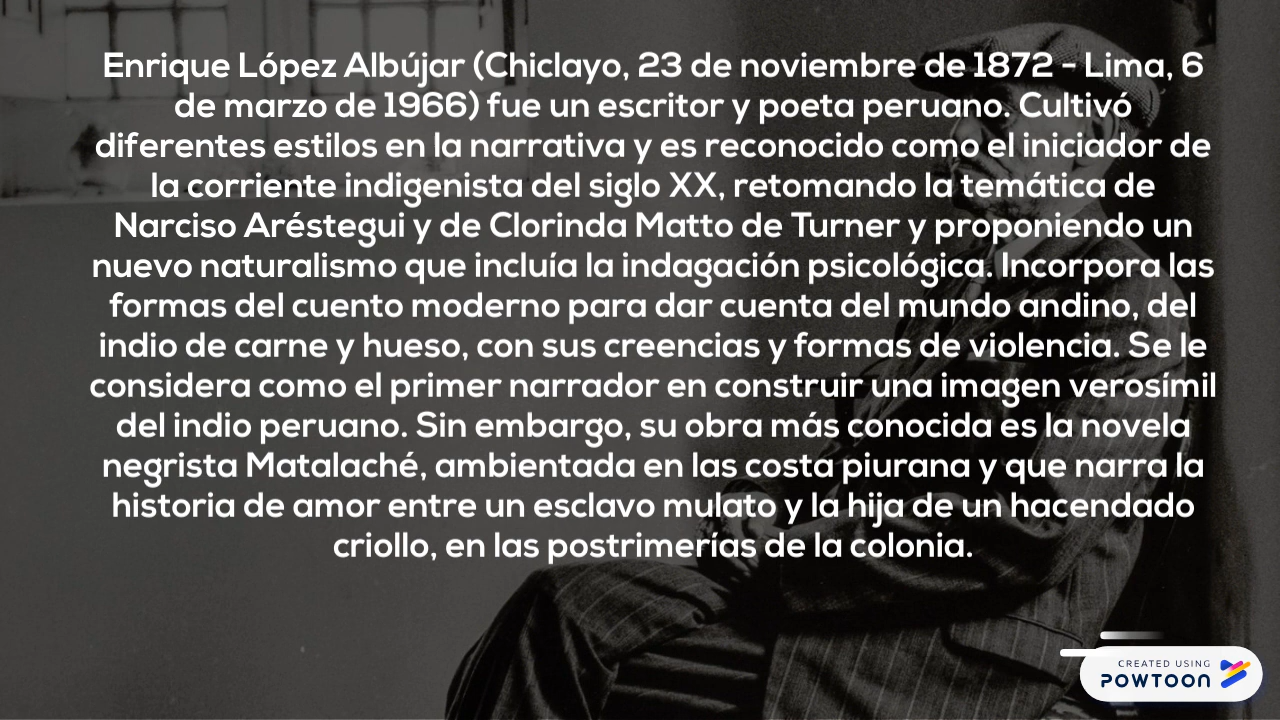 Enrique López Albújar (Chiclayo, 23 de noviembre de 1872 - Lima, 6
de marzo de 1966) fue un escritor y poeta peruano. Cultivó
diferentes estilos en la narrativa y es reconocido como el iniciador de
la corriente indigenista del siglo XX, retomando la temática de
Narciso Aréstegui y de Clorinda Matto de Turner y proponiendo un
nuevo naturalismo que incluía la indagación psicológica. Incorpora las
formas del cuento moderno para dar cuenta del mundo andino, del
indio de carne y hueso, con sus creencias y formas de violencia. Se le
considera como el primer narrador en construir una imagen verosímil
del indio peruano. Sin embargo, su obra más conocida es la novela
negrista Matalaché, ambientada en las costa piurana y que narra la
historia de amor entre un esclavo mulato y la hija de un hacendado
criollo, en las postrimerías de la colonia.
CREATED USING
POWTOON